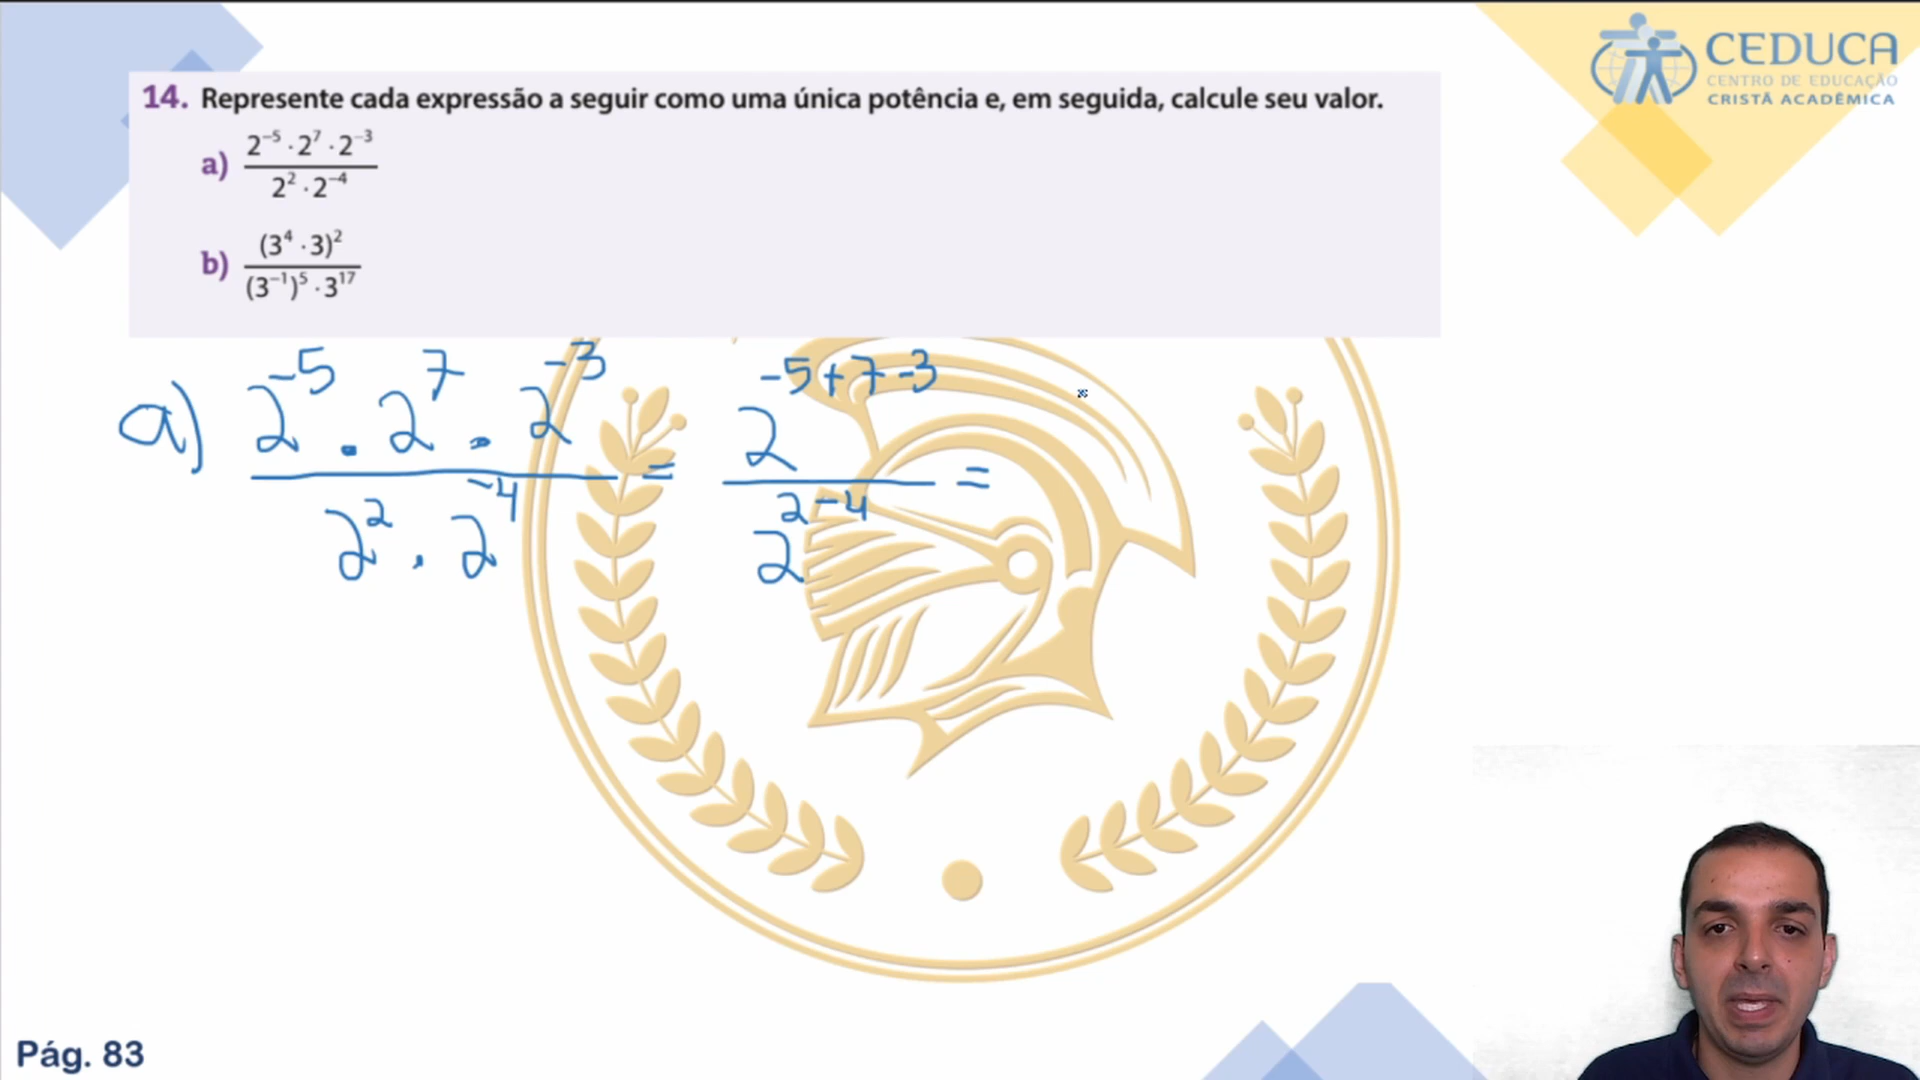 CEDUCA
CENTRO DE EDUCAÇÃO
CRISTÃ ACADÊMICA
14. Represente cada expressão a seguir como uma única potência e, em seguida, calcule seu valor.
a) (2⁻⁵ · 2⁷ · 2⁻³)/(2² · 2⁻⁴)
b) ((3⁴ · 3)²)/((3⁻¹)⁵ · 3¹⁷)
a) (2⁻⁵ . 2⁷ . 2⁻³)/(2² . 2⁻⁴) = 2⁻⁵⁺⁷⁻³/2²⁻⁴ =
Pág. 83